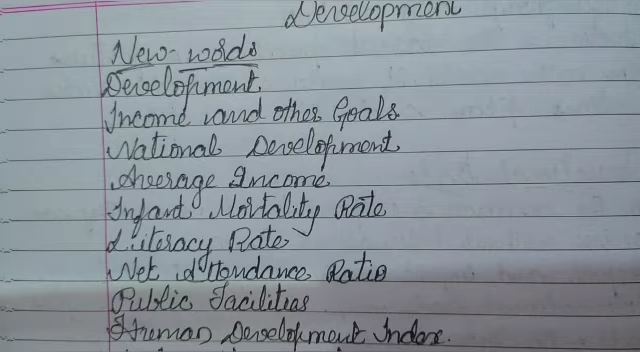 Development
New-words
Development
Income and other Goals
National Development
Average Income
Infant Mortality Rate
Literacy Rate
Net Attendance Ratio
Public Facilities
Human Development Index.